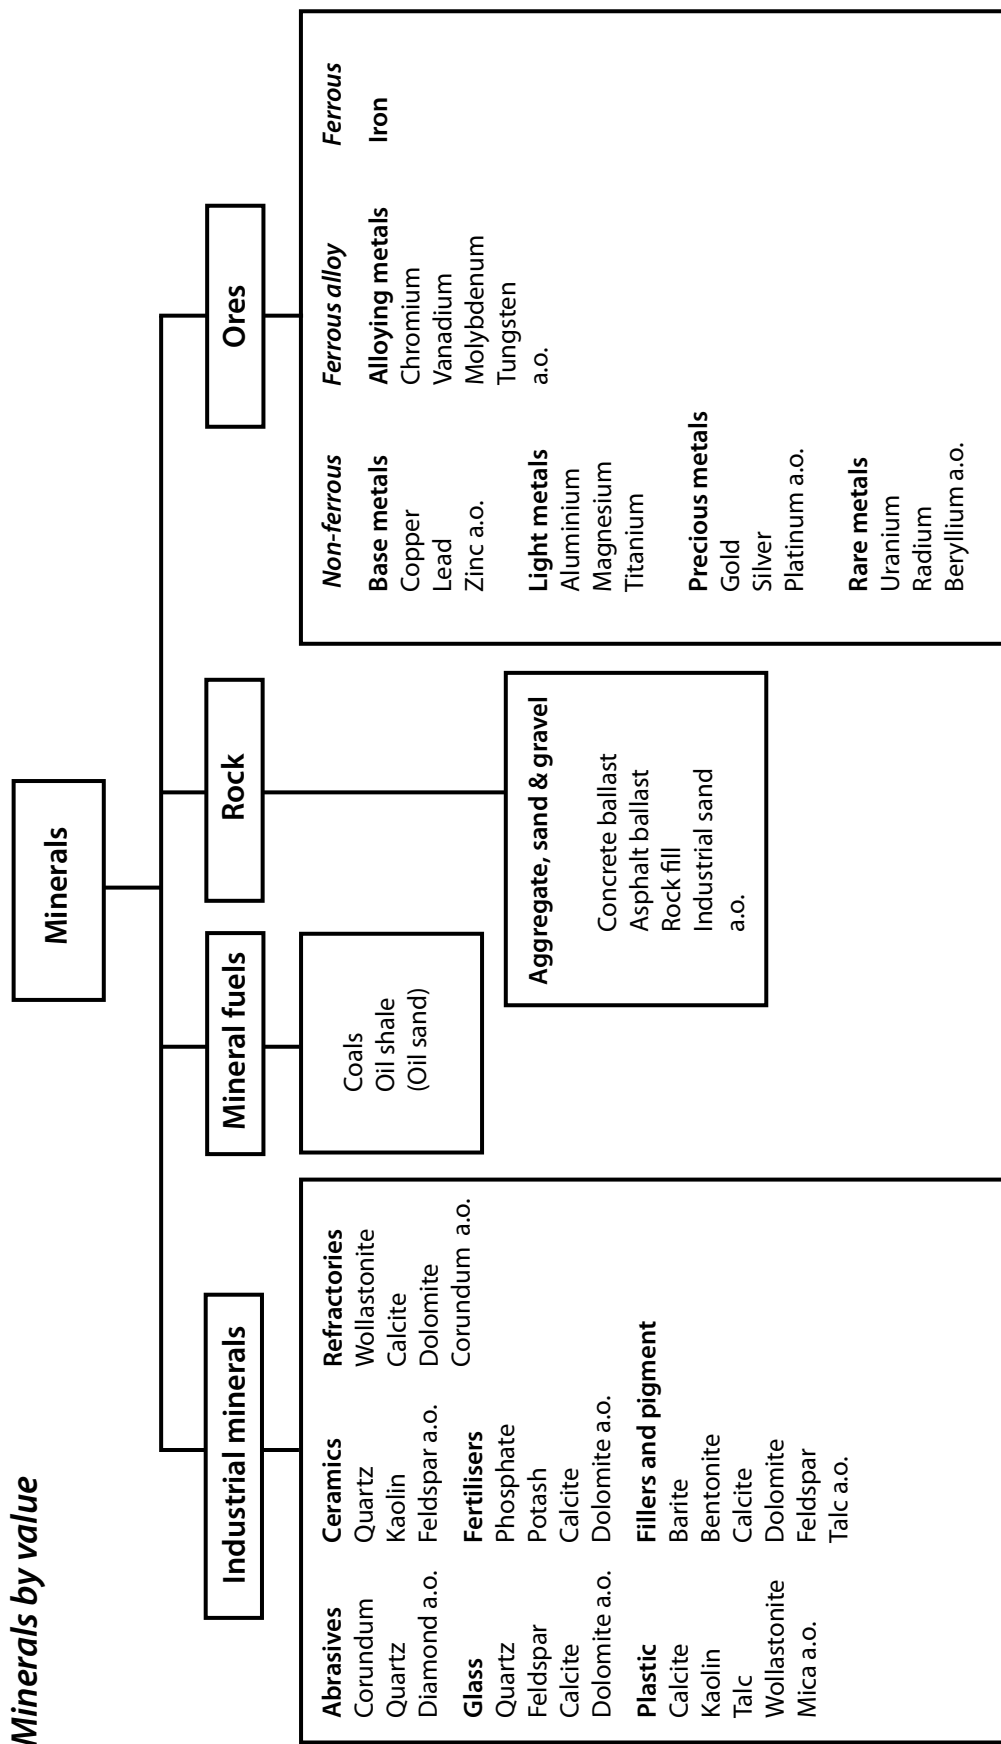 Minerals by value
Minerals
Industrial minerals
Mineral fuels
Rock
Ores
Abrasives
Corundum
Quartz
Diamond a.o.
Ceramics
Quartz
Kaolin
Feldspar a.o.
Refractories
Wollastonite
Calcite
Dolomite
Corundum a.o.
Glass
Quartz
Feldspar
Calcite
Dolomite a.o.
Fertilisers
Phosphate
Potash
Calcite
Dolomite a.o.
Plastic
Calcite
Kaolin
Talc
Wollastonite
Mica a.o.
Fillers and pigment
Barite
Bentonite
Calcite
Dolomite
Feldspar
Talc a.o.
Coals
Oil shale
(Oil sand)
Aggregate, sand & gravel
Concrete ballast
Asphalt ballast
Rock fill
Industrial sand
a.o.
Non-ferrous
Base metals
Copper
Lead
Zinc a.o.
Light metals
Aluminium
Magnesium
Titanium
Precious metals
Gold
Silver
Platinum a.o.
Rare metals
Uranium
Radium
Beryllium a.o.
Ferrous alloy
Alloying metals
Chromium
Vanadium
Molybdenum
Tungsten
a.o.
Ferrous
Iron